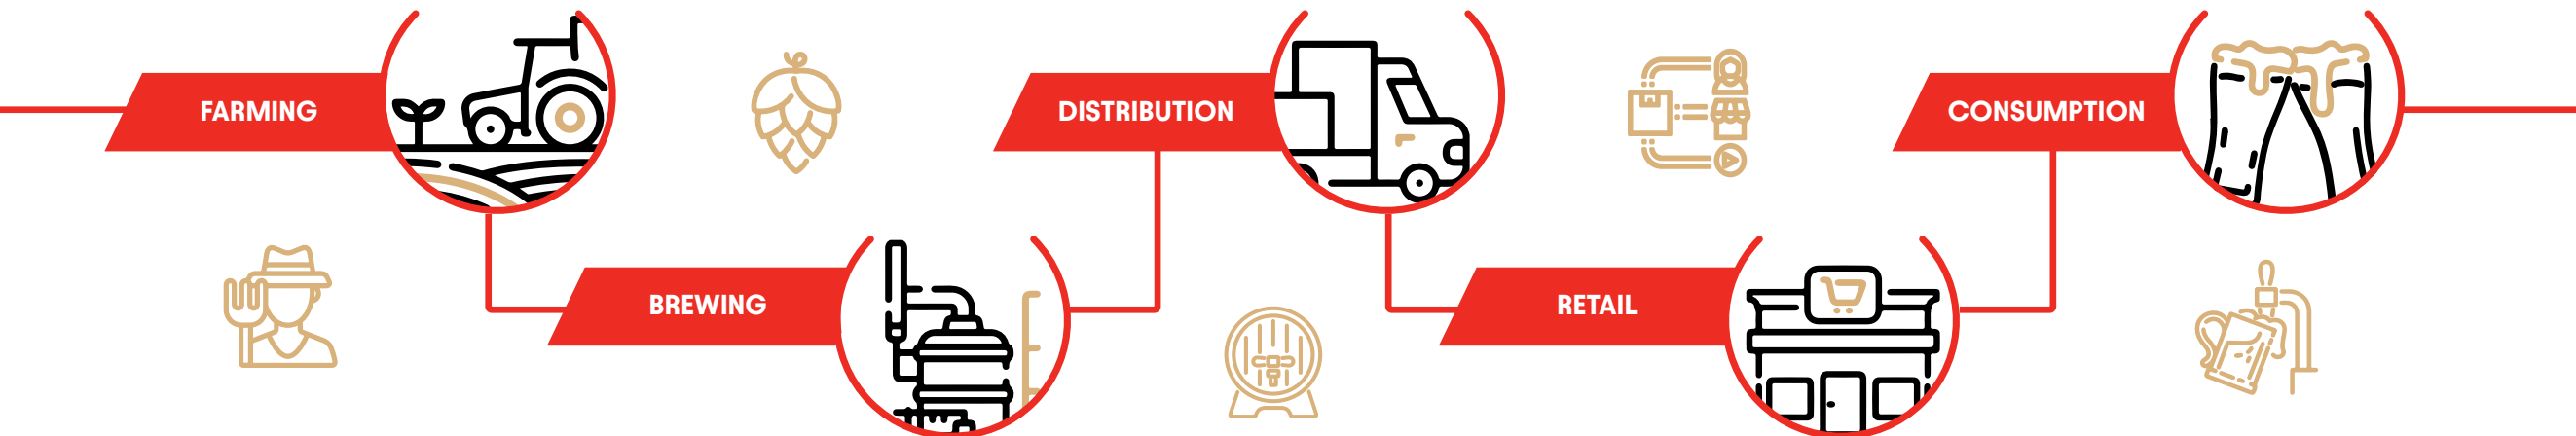 FARMING
BREWING
DISTRIBUTION
RETAIL
CONSUMPTION